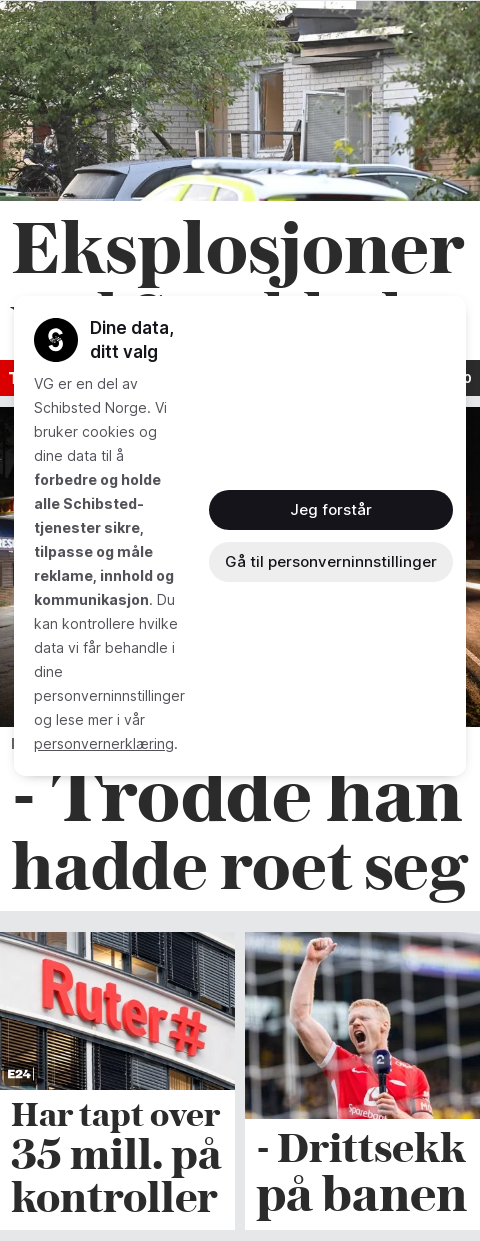 Eksplosjoner
Dine data,
ditt valg
VG er en del av
Schibsted Norge. Vi
bruker cookies og
dine data til å
forbedre og holde
alle Schibsted-
tjenester sikre,
tilpasse og måle
reklame, innhold og
kommunikasjon. Du
kan kontrollere hvilke
data vi får behandle i
dine
personverninnstillinger
og lese mer i vår
personvernerklæring.
Jeg forstår
Gå til personverninnstillinger
- Trodde han
hadde roet seg
Ruter#
E24
Har tapt over
35 mill. på
kontroller
2
Sparebank
- Drittsekk
på banen